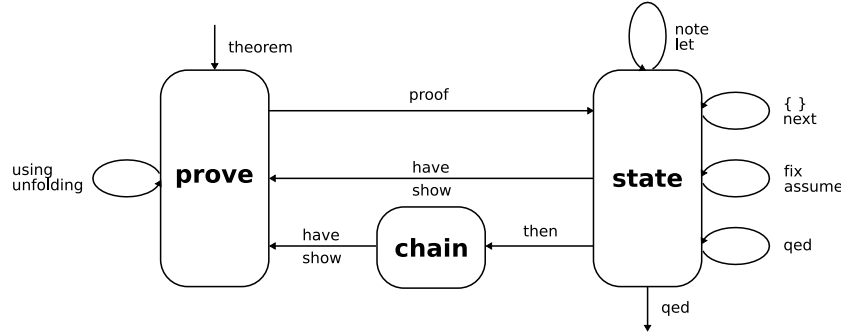 note
let
theorem
proof
{ }
next
using
unfolding
prove
have
show
state
fix
assume
have
show
chain
then
qed
qed